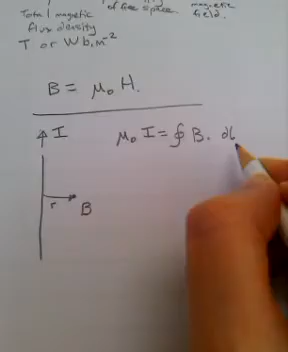 Total magnetic
flux density
T or Wb.m⁻²
of free space.
magnetic
field.
B = μ₀ H.
I
μ₀ I = ∮ B. dl
r
B